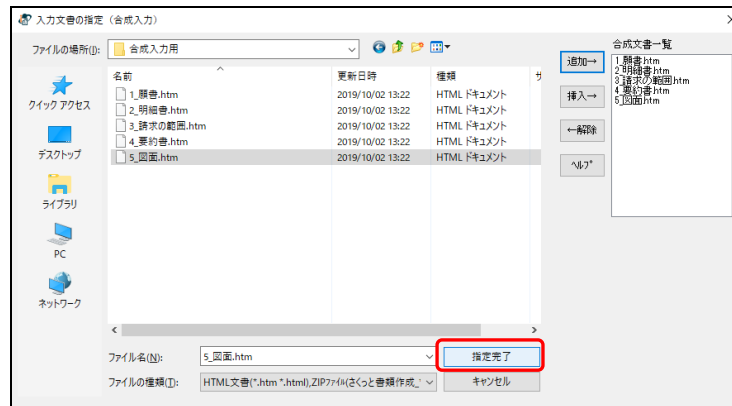 入力文書の指定（合成入力）
ファイルの場所(I):
合成入力用
名前
更新日時
種類
サ
1_願書.htm
2019/10/02 13:22
HTML ドキュメント
2_明細書.htm
2019/10/02 13:22
HTML ドキュメント
3_請求の範囲.htm
2019/10/02 13:22
HTML ドキュメント
4_要約書.htm
2019/10/02 13:22
HTML ドキュメント
5_図面.htm
2019/10/02 13:22
HTML ドキュメント
クイック アクセス
デスクトップ
ライブラリ
PC
ネットワーク
ファイル名(N):
5_図面.htm
指定完了
ファイルの種類(T):
HTML文書(*.htm *.html),ZIPファイル(さくっと書類作成_
キャンセル
追加→
挿入→
←解除
ヘルプ
合成文書一覧
1_願書.htm
2_明細書.htm
3_請求の範囲.htm
4_要約書.htm
5_図面.htm